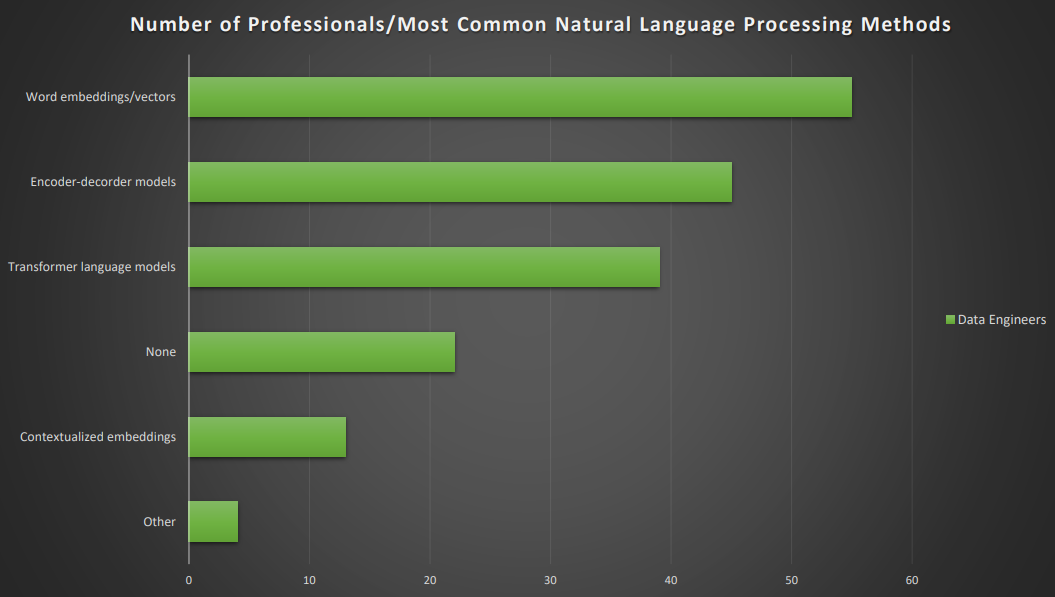 Number of Professionals/Most Common Natural Language Processing Methods
Word embeddings/vectors
Encoder-decorder models
Transformer language models
None
Contextualized embeddings
Other
0 10 20 30 40 50 60
Data Engineers